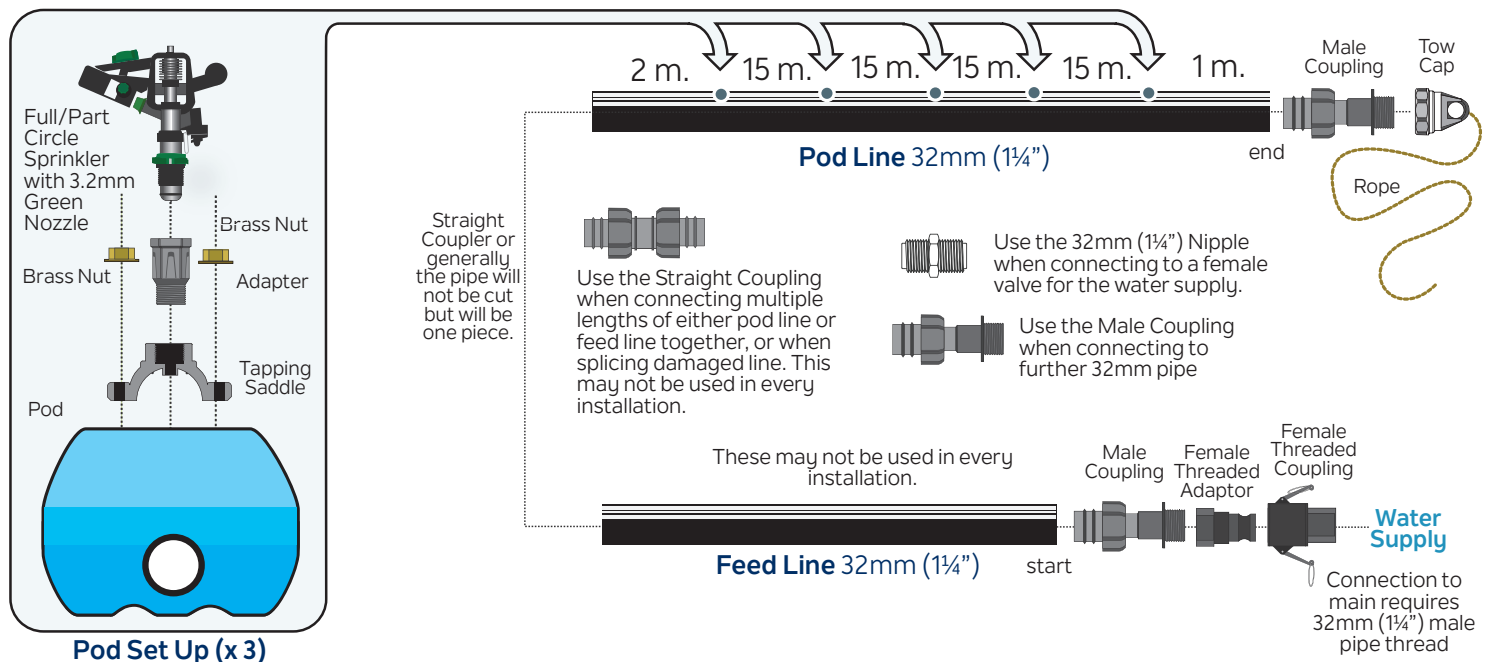 Full/Part
Circle
Sprinkler
with 3.2mm
Green
Nozzle
Brass Nut
Brass Nut
Adapter
Tapping
Saddle
Pod
Pod Set Up (x 3)
2 m.
15 m.
15 m.
15 m.
15 m.
1 m.
Male
Coupling
Tow
Cap
Pod Line 32mm (1¼”)
end
Rope
Straight
Coupler or
generally
the pipe will
not be cut
but will be
one piece.
Use the Straight Coupling
when connecting multiple
lengths of either pod line or
feed line together, or when
splicing damaged line. This
may not be used in every
installation.
Use the 32mm (1¼”) Nipple
when connecting to a female
valve for the water supply.
Use the Male Coupling
when connecting to
further 32mm pipe
These may not be used in every
installation.
Male
Coupling
Female
Threaded
Adaptor
Female
Threaded
Coupling
Feed Line 32mm (1¼”)
start
Water
Supply
Connection to
main requires
32mm (1¼”) male
pipe thread